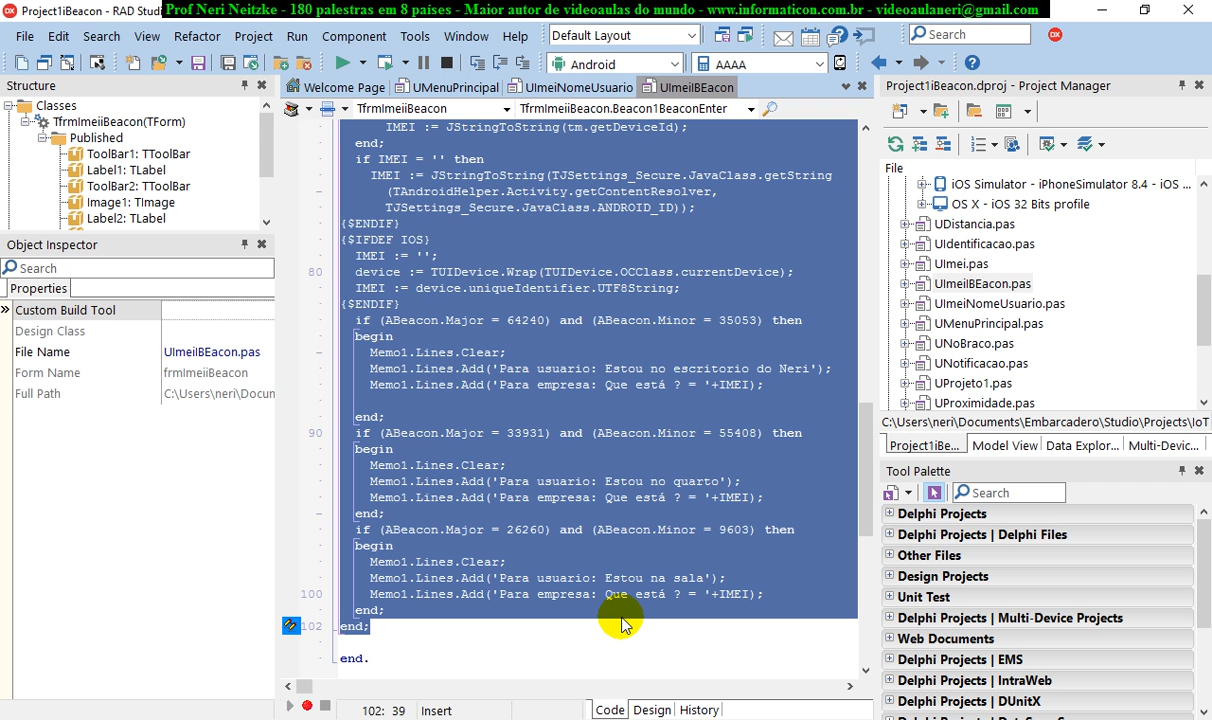 Project1iBeacon - RAD Studi
Prof Neri Neitzke - 180 palestras em 8 países - Maior autor de videoaulas do mundo - www.informaticon.com.br - videoaulaneri@gmail.com
File Edit Search View Refactor Project Run Component Tools Window Help
Default Layout
Search
Android
AAAA
Structure
Classes
TfrmImeiiBeacon(TForm)
Published
ToolBar1: TToolBar
Label1: TLabel
ToolBar2: TToolBar
Image1: TImage
Label2: TLabel
Object Inspector
Search
Properties
Custom Build Tool
Design Class
File Name UImeiIBEacon.pas
Form Name frmImeiiBeacon
Full Path C:\Users\neri\Docun
Welcome Page UMenuPrincipal UImeiNomeUsuario UImeiIBEacon
TfrmImeiiBeacon TfrmImeiiBeacon.Beacon1BeaconEnter
IMEI := JStringToString(tm.getDeviceId);
end;
if IMEI = '' then
IMEI := JStringToString(TJSettings_Secure.JavaClass.getString
(TAndroidHelper.Activity.getContentResolver,
TJSettings_Secure.JavaClass.ANDROID_ID));
{$ENDIF}
{$IFDEF IOS}
IMEI := '';
80 device := TUIDevice.Wrap(TUIDevice.OCClass.currentDevice);
IMEI := device.uniqueIdentifier.UTF8String;
{$ENDIF}
if (ABeacon.Major = 64240) and (ABeacon.Minor = 35053) then
begin
Memo1.Lines.Clear;
Memo1.Lines.Add('Para usuario: Estou no escritorio do Neri');
Memo1.Lines.Add('Para empresa: Que está ? = '+IMEI);
end;
90 if (ABeacon.Major = 33931) and (ABeacon.Minor = 55408) then
begin
Memo1.Lines.Clear;
Memo1.Lines.Add('Para usuario: Estou no quarto');
Memo1.Lines.Add('Para empresa: Que está ? = '+IMEI);
end;
if (ABeacon.Major = 26260) and (ABeacon.Minor = 9603) then
begin
Memo1.Lines.Clear;
Memo1.Lines.Add('Para usuario: Estou na sala');
100 Memo1.Lines.Add('Para empresa: Que está ? = '+IMEI);
end;
102 end;
end.
102: 39 Insert
Code Design History
Project1iBeacon.dproj - Project Manager
File
iOS Simulator - iPhoneSimulator 8.4 - iOS ...
OS X - iOS 32 Bits profile
UDistancia.pas
UIdentificacao.pas
UImei.pas
UImeiIBEacon.pas
UImeiNomeUsuario.pas
UMenuPrincipal.pas
UNoBraco.pas
UNotificacao.pas
UProjeto1.pas
UProximidade.pas
C:\Users\neri\Documents\Embarcadero\Studio\Projects\IoT
Project1iBe... Model View Data Explor... Multi-Devic...
Tool Palette
Search
Delphi Projects
Delphi Projects | Delphi Files
Other Files
Design Projects
Unit Test
Delphi Projects | Multi-Device Projects
Web Documents
Delphi Projects | EMS
Delphi Projects | IntraWeb
Delphi Projects | DUnitX